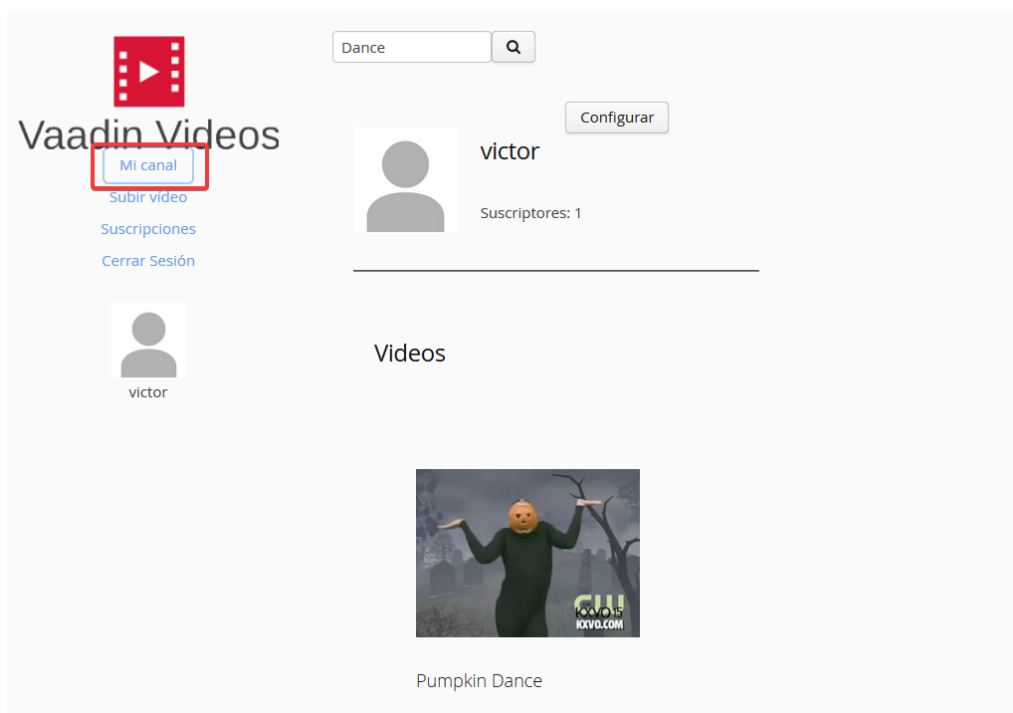 Dance
Vaadin Videos
Mi canal
Subir vídeo
Suscripciones
Cerrar Sesión
victor
Configurar
victor
Suscriptores: 1
Videos
CW
KXVO 15
KXVO.COM
Pumpkin Dance